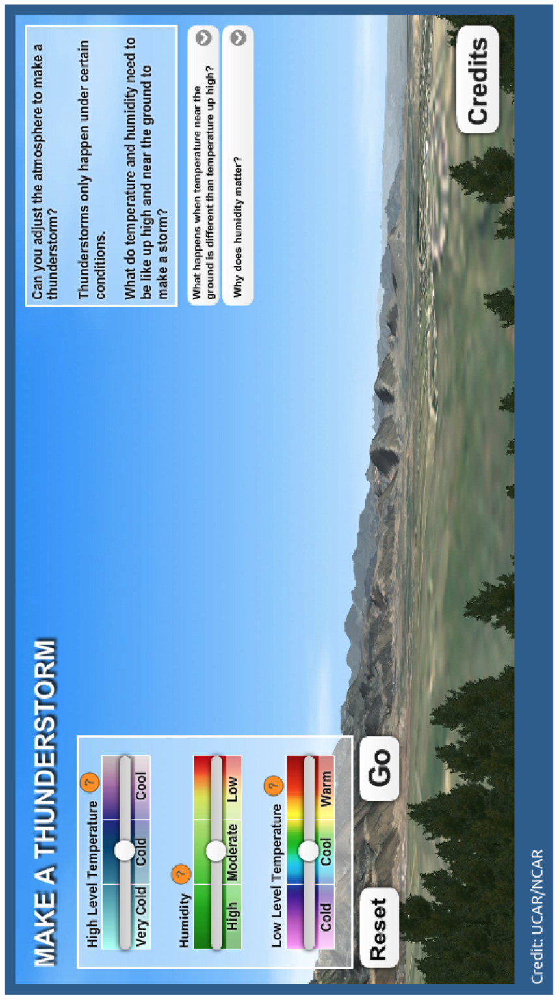 MAKE A THUNDERSTORM
High Level Temperature ?
Very Cold Cold Cool
Humidity ?
High Moderate Low
Low Level Temperature ?
Cold Cool Warm
Reset Go
Can you adjust the atmosphere to make a
thunderstorm?
Thunderstorms only happen under certain
conditions.
What do temperature and humidity need to
be like up high and near the ground to
make a storm?
What happens when temperature near the
ground is different than temperature up high?
Why does humidity matter?
Credits
Credit: UCAR/NCAR